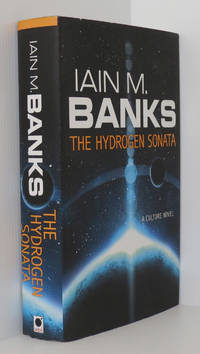 IAIN M.
BANKS
THE HYDROGEN SONATA
A CULTURE NOVEL
IAIN M.
BANKS
THE
HYDROGEN
SONATA